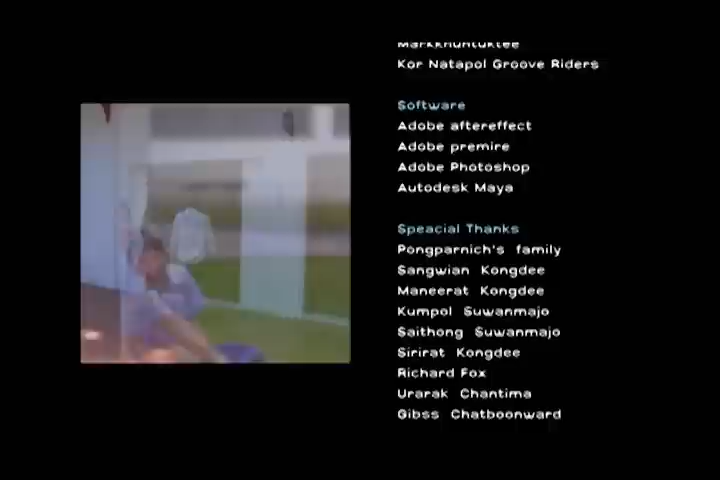 Kor Natapol Groove Riders
Software
Adobe aftereffect
Adobe premire
Adobe Photoshop
Autodesk Maya
Speacial Thanks
Pongparnich's family
Sangwian Kongdee
Maneerat Kongdee
Kumpol Suwanmajo
Saithong Suwanmajo
Sirirat Kongdee
Richard Fox
Urarak Chantima
Gibss Chatboonward